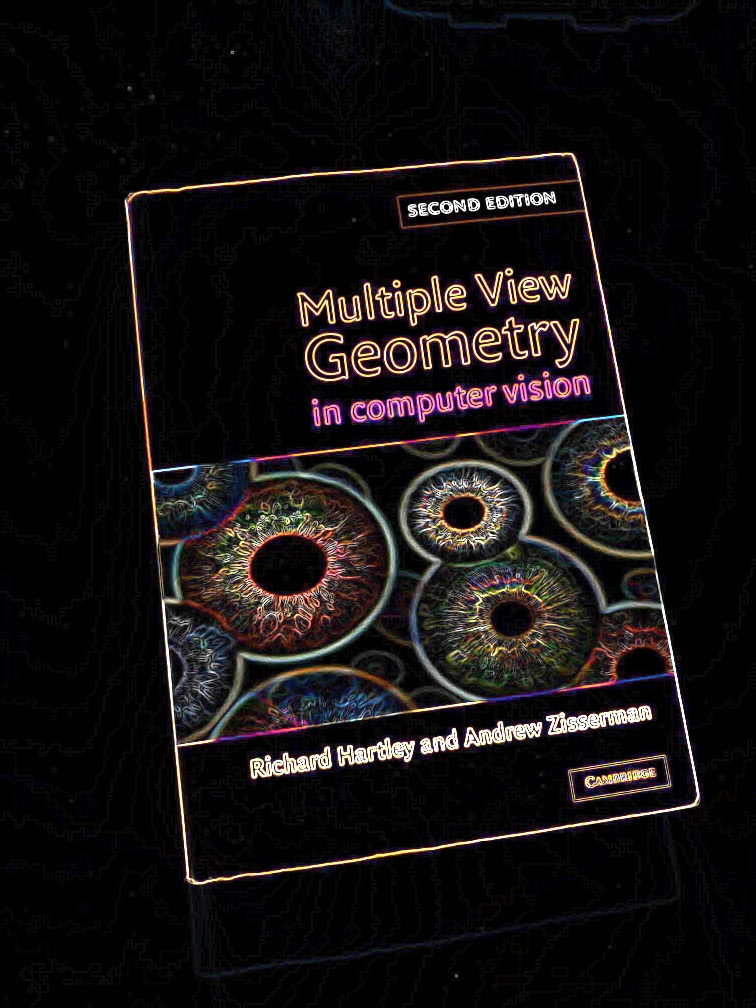 SECOND EDITION
Multiple View
Geometry
in computer vision
Richard Hartley and Andrew Zisserman
CAMBRIDGE